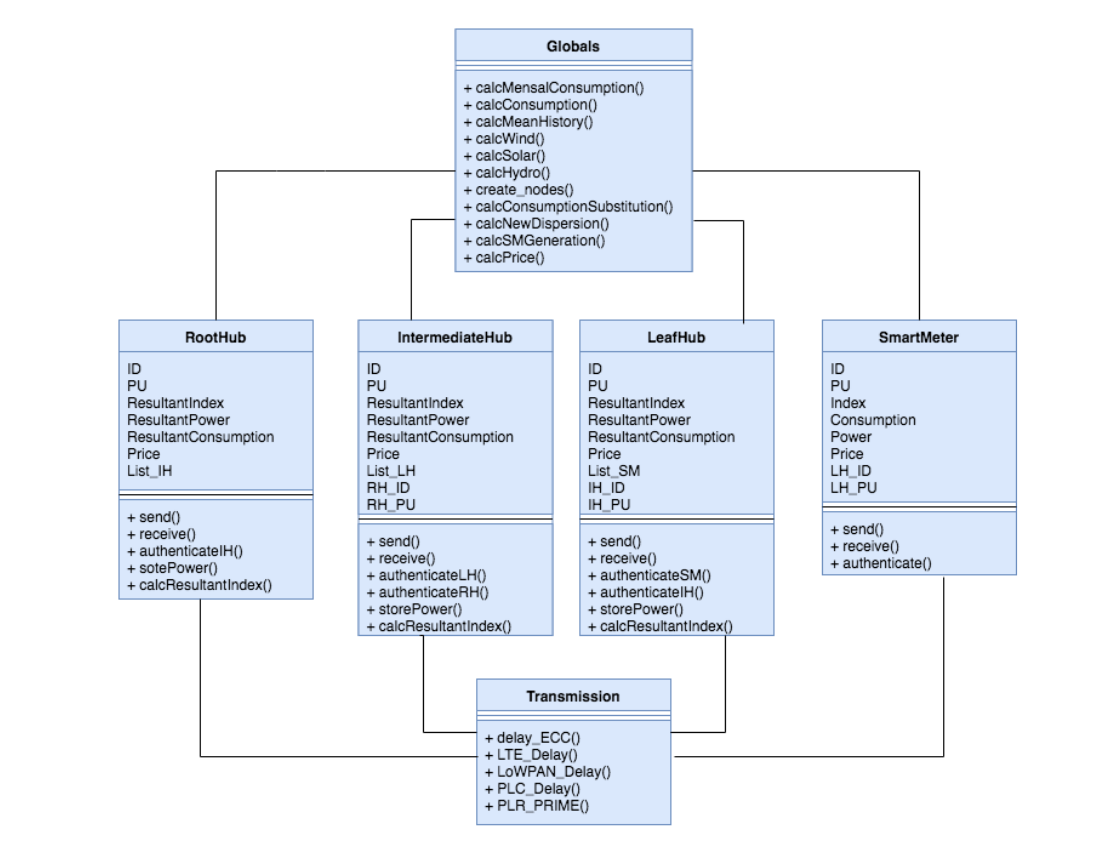 Globals
+ calcMensalConsumption()
+ calcConsumption()
+ calcMeanHistory()
+ calcWind()
+ calcSolar()
+ calcHydro()
+ create_nodes()
+ calcConsumptionSubstitution()
+ calcNewDispersion()
+ calcSMGeneration()
+ calcPrice()
RootHub
ID
PU
ResultantIndex
ResultantPower
ResultantConsumption
Price
List_IH
+ send()
+ receive()
+ authenticateIH()
+ sotePower()
+ calcResultantIndex()
IntermediateHub
ID
PU
ResultantIndex
ResultantPower
ResultantConsumption
Price
List_LH
RH_ID
RH_PU
+ send()
+ receive()
+ authenticateLH()
+ authenticateRH()
+ storePower()
+ calcResultantIndex()
LeafHub
ID
PU
ResultantIndex
ResultantPower
ResultantConsumption
Price
List_SM
IH_ID
IH_PU
+ send()
+ receive()
+ authenticateSM()
+ authenticateIH()
+ storePower()
+ calcResultantIndex()
SmartMeter
ID
PU
Index
Consumption
Power
Price
LH_ID
LH_PU
+ send()
+ receive()
+ authenticate()
Transmission
+ delay_ECC()
+ LTE_Delay()
+ LoWPAN_Delay()
+ PLC_Delay()
+ PLR_PRIME()